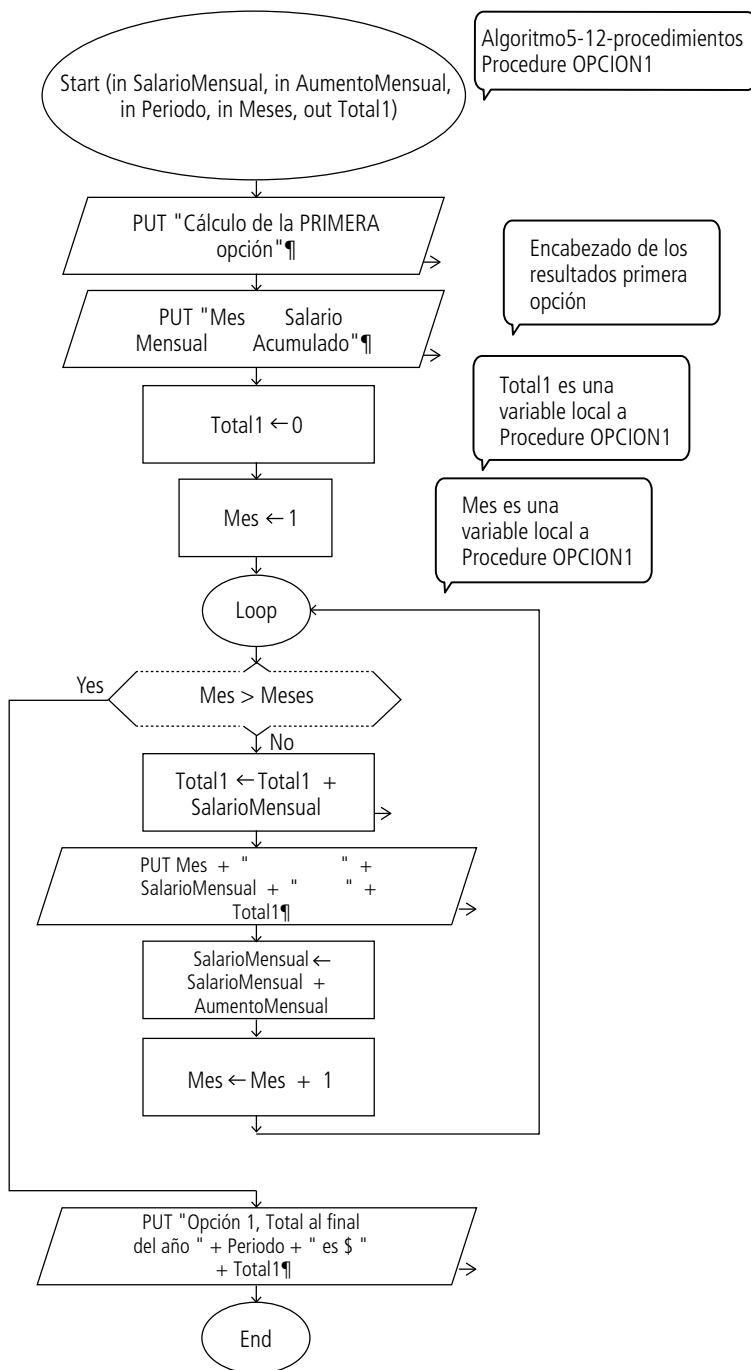 Start (in SalarioMensual, in AumentoMensual,
in Periodo, in Meses, out Total1)
Algoritmo5-12-procedimientos
Procedure OPCION1
PUT "Cálculo de la PRIMERA
opción"¶
Encabezado de los
resultados primera
opción
PUT "Mes Salario
Mensual Acumulado"¶
Total1 ← 0
Total1 es una
variable local a
Procedure OPCION1
Mes ← 1
Mes es una
variable local a
Procedure OPCION1
Loop
Yes
Mes > Meses
No
Total1 ← Total1 +
SalarioMensual
PUT Mes + " " +
SalarioMensual + " " +
Total1¶
SalarioMensual ←
SalarioMensual +
AumentoMensual
Mes ← Mes + 1
PUT "Opción 1, Total al final
del año " + Periodo + " es $ "
+ Total1¶
End